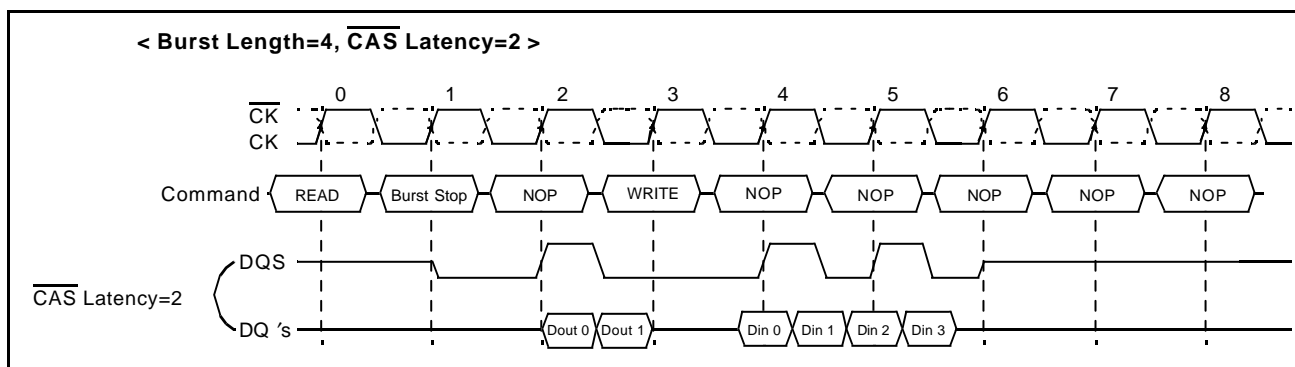 < Burst Length=4, CAS Latency=2 >
0 1 2 3 4 5 6 7 8
CK
CK
Command READ Burst Stop NOP WRITE NOP NOP NOP NOP NOP
DQS
CAS Latency=2
DQ 's Dout 0 Dout 1 Din 0 Din 1 Din 2 Din 3